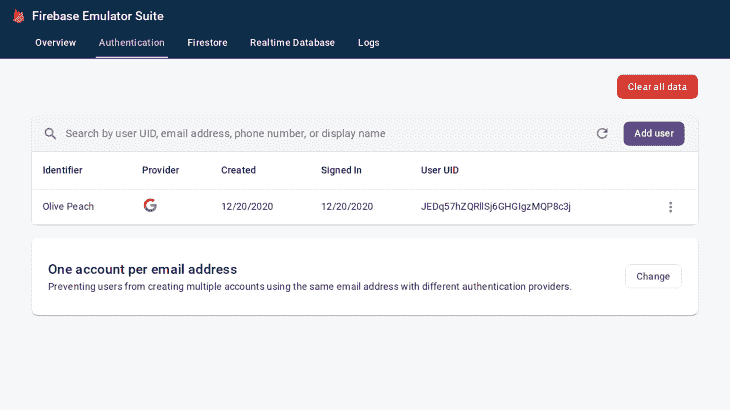 Firebase Emulator Suite
Overview Authentication Firestore Realtime Database Logs
Clear all data
Search by user UID, email address, phone number, or display name Add user
Identifier Provider Created Signed In User UID
Olive Peach 12/20/2020 12/20/2020 JEDq57hZQRllSj6GHGIgzMQP8c3j
One account per email address
Preventing users from creating multiple accounts using the same email address with different authentication providers.
Change